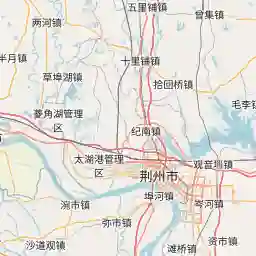 五里铺镇
两河镇
曾集镇
十里铺镇
半月镇
草埠湖镇
拾回桥镇
毛李镇
菱角湖管理
区
纪南镇
太湖港管理
区
观音垱镇
荆州市
埠河镇
涴市镇
岑河镇
弥市镇
沙道观镇
滩桥镇
资市镇